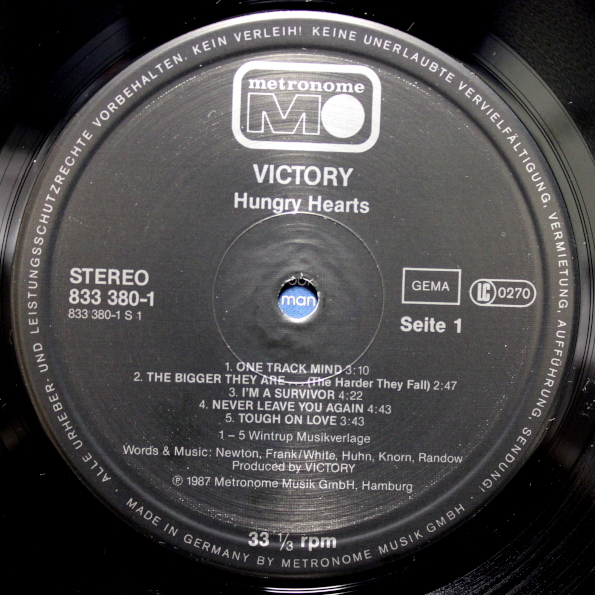 ALLE URHEBER- UND LEISTUNGSSCHUTZRECHTE VORBEHALTEN. KEIN VERLEIH! KEINE UNERLAUBTE VERVIELFÄLTIGUNG, VERMIETUNG, AUFFÜHRUNG, SENDUNG!
metronome
MO
VICTORY
Hungry Hearts
STEREO
833 380-1
833 380-1 S 1
man
GEMA
LC 0270
Seite 1
1. ONE TRACK MIND 3:10
2. THE BIGGER THEY ARE ... (The Harder They Fall) 2:47
3. I'M A SURVIVOR 4:22
4. NEVER LEAVE YOU AGAIN 4:43
5. TOUGH ON LOVE 3:43
1 – 5 Wintrup Musikverlage
Words & Music: Newton, Frank/White, Huhn, Knorn, Randow
Produced by VICTORY
℗ 1987 Metronome Musik GmbH, Hamburg
33 ⅓ rpm
· MADE IN GERMANY BY METRONOME MUSIK GMBH ·